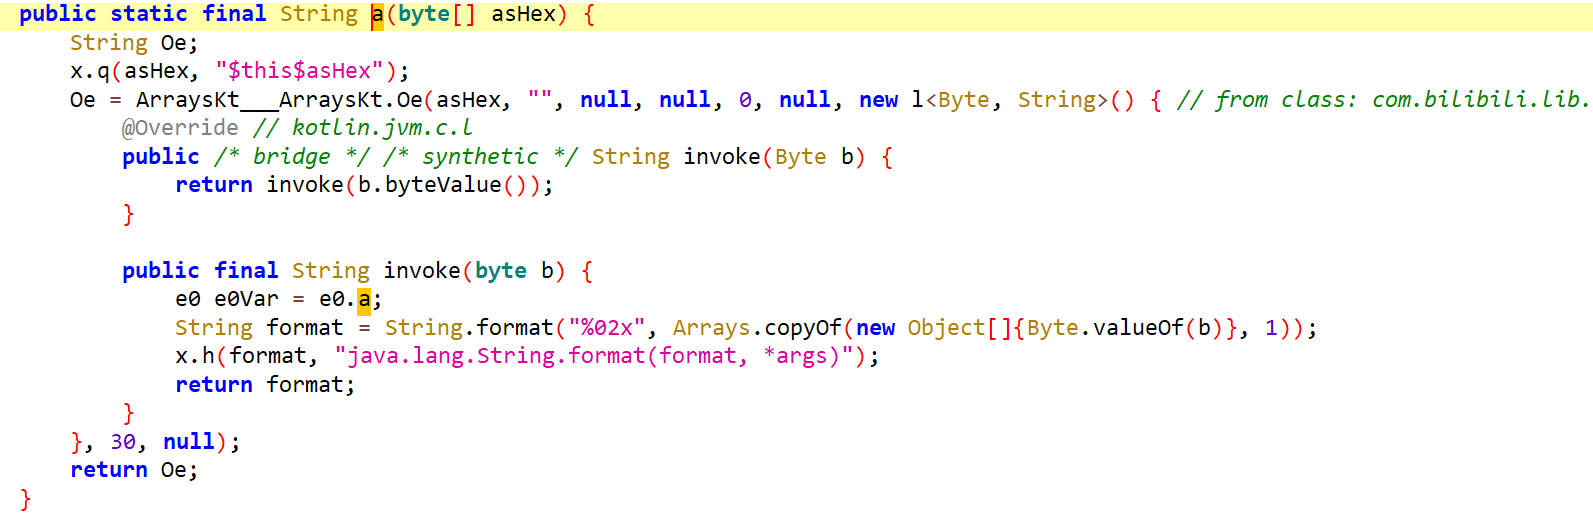 public static final String a(byte[] asHex) {
    String Oe;
    x.q(asHex, "$this$asHex");
    Oe = ArraysKt___ArraysKt.Oe(asHex, "", null, null, 0, null, new l<Byte, String>() { // from class: com.bilibili.lib.
        @Override // kotlin.jvm.c.l
        public /* bridge */ /* synthetic */ String invoke(Byte b) {
            return invoke(b.byteValue());
        }

        public final String invoke(byte b) {
            e0 e0Var = e0.a;
            String format = String.format("%02x", Arrays.copyOf(new Object[]{Byte.valueOf(b)}, 1));
            x.h(format, "java.lang.String.format(format, *args)");
            return format;
        }
    }, 30, null);
    return Oe;
}